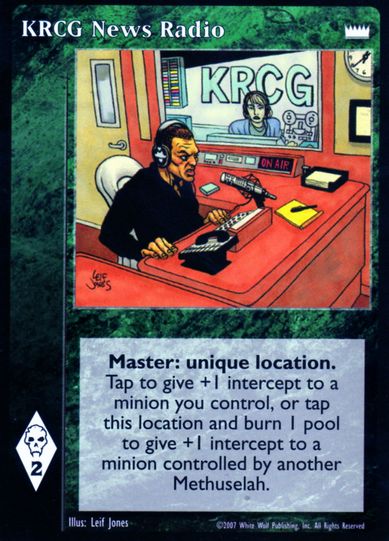 KRCG News Radio
KRCG
ON AIR
LEIF
JONES
Master: unique location.
Tap to give +1 intercept to a
minion you control, or tap
this location and burn 1 pool
to give +1 intercept to a
minion controlled by another
Methuselah.
2
Illus: Leif Jones
©2007 White Wolf Publishing, Inc. All Rights Reserved.